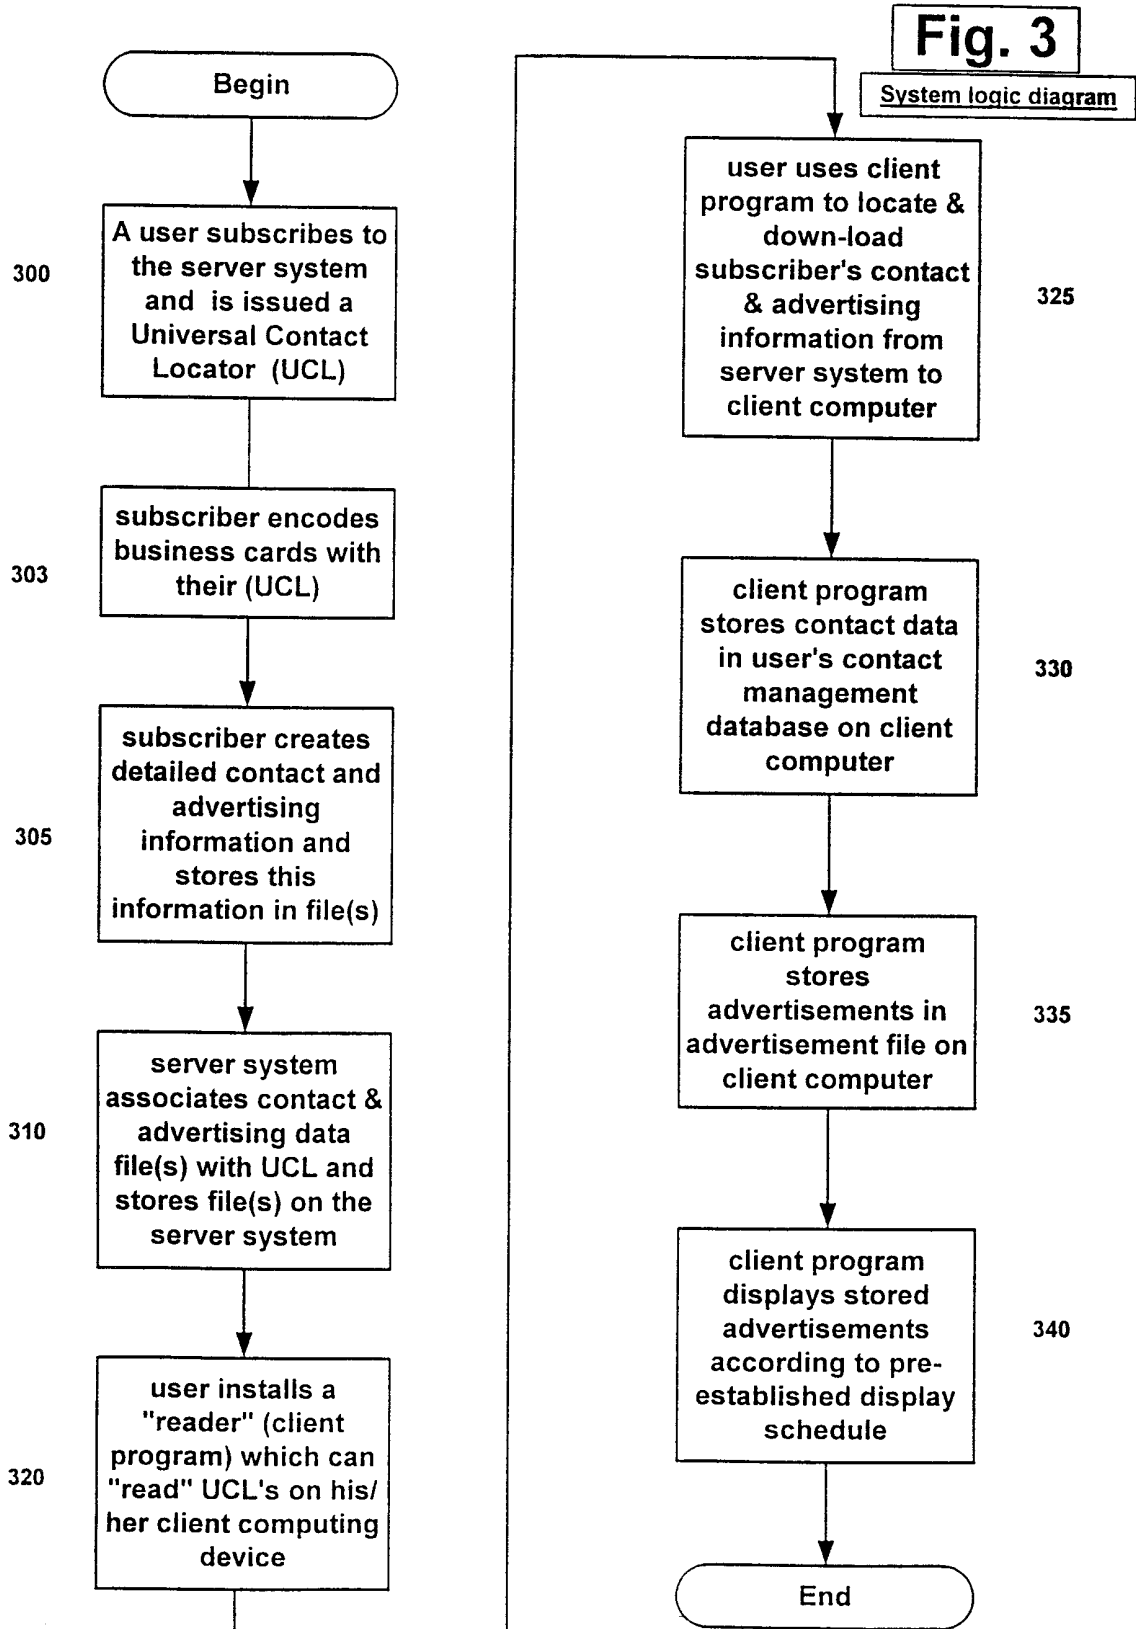 Fig. 3
System logic diagram
Begin
300
A user subscribes to
the server system
and is issued a
Universal Contact
Locator (UCL)
303
subscriber encodes
business cards with
their (UCL)
305
subscriber creates
detailed contact and
advertising
information and
stores this
information in file(s)
310
server system
associates contact &
advertising data
file(s) with UCL and
stores file(s) on the
server system
320
user installs a
"reader" (client
program) which can
"read" UCL's on his/
her client computing
device
user uses client
program to locate &
down-load
subscriber's contact
& advertising
information from
server system to
client computer
325
client program
stores contact data
in user's contact
management
database on client
computer
330
client program
stores
advertisements in
advertisement file on
client computer
335
client program
displays stored
advertisements
according to pre-
established display
schedule
340
End